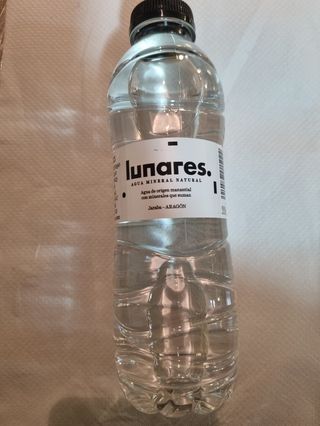 lunares.
AGUA MINERAL NATURAL
Agua de origen manantial
con minerales que suman
Jaraba - ARAGÓN